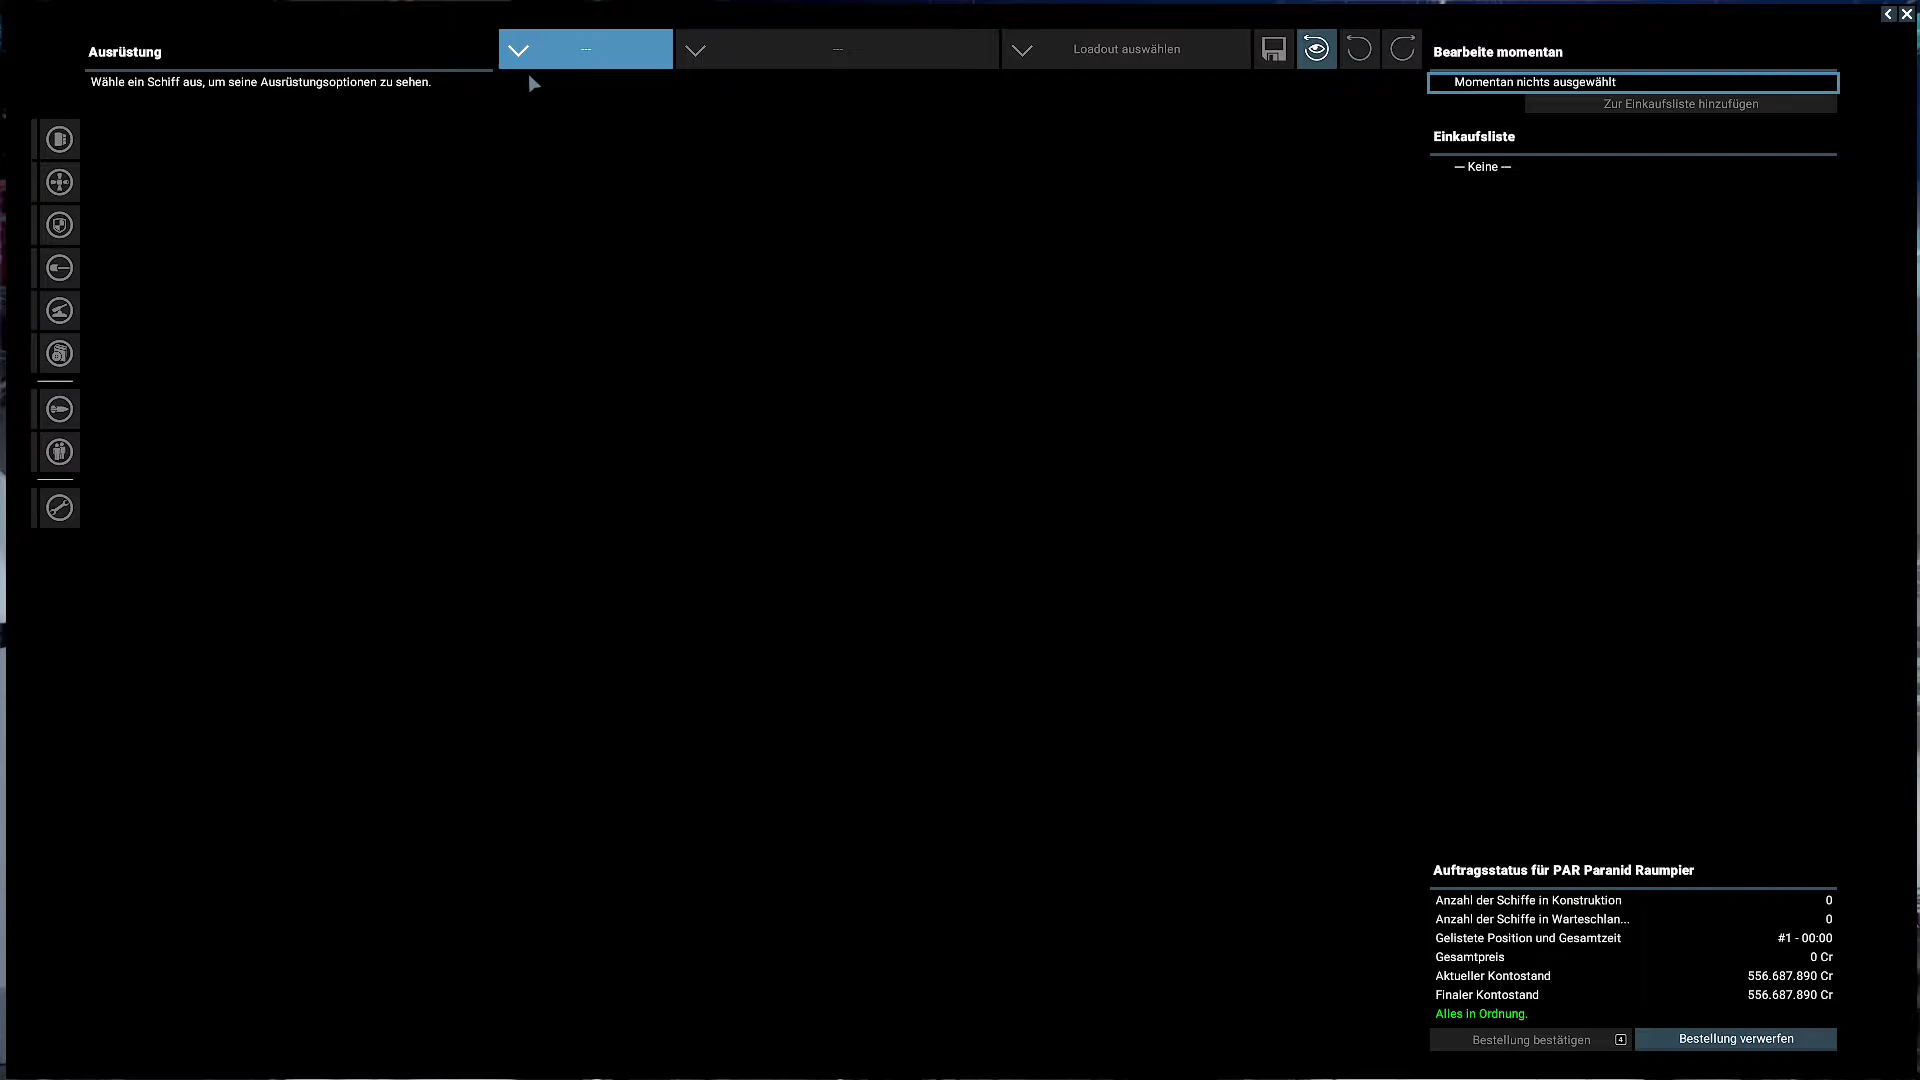 Ausrüstung
Wähle ein Schiff aus, um seine Ausrüstungsoptionen zu sehen.
---
---
Loadout auswählen
Bearbeite momentan
Momentan nichts ausgewählt
Zur Einkaufsliste hinzufügen
Einkaufsliste
— Keine —
Auftragsstatus für PAR Paranid Raumpier
Anzahl der Schiffe in Konstruktion 0
Anzahl der Schiffe in Warteschlan... 0
Gelistete Position und Gesamtzeit #1 - 00:00
Gesamtpreis 0 Cr
Aktueller Kontostand 556.687.890 Cr
Finaler Kontostand 556.687.890 Cr
Alles in Ordnung.
Bestellung bestätigen 4
Bestellung verwerfen